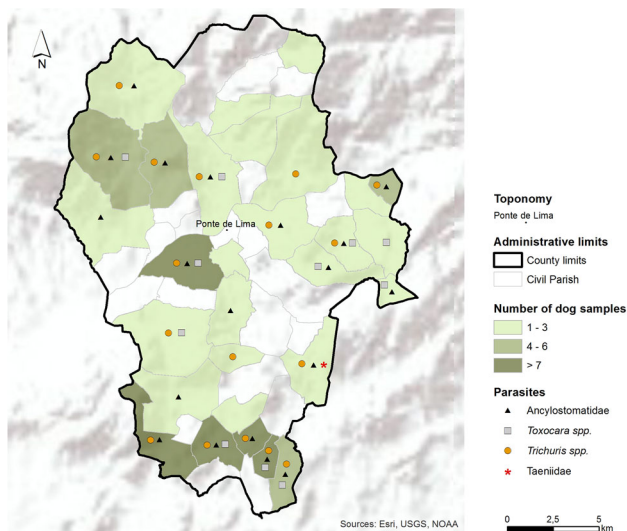 N
Ponte de Lima
Toponomy
Ponte de Lima
Administrative limits
County limits
Civil Parish
Number of dog samples
1 - 3
4 - 6
> 7
Parasites
Ancylostomatidae
Toxocara spp.
Trichuris spp.
Taeniidae
0 2,5 5
km
Sources: Esri, USGS, NOAA